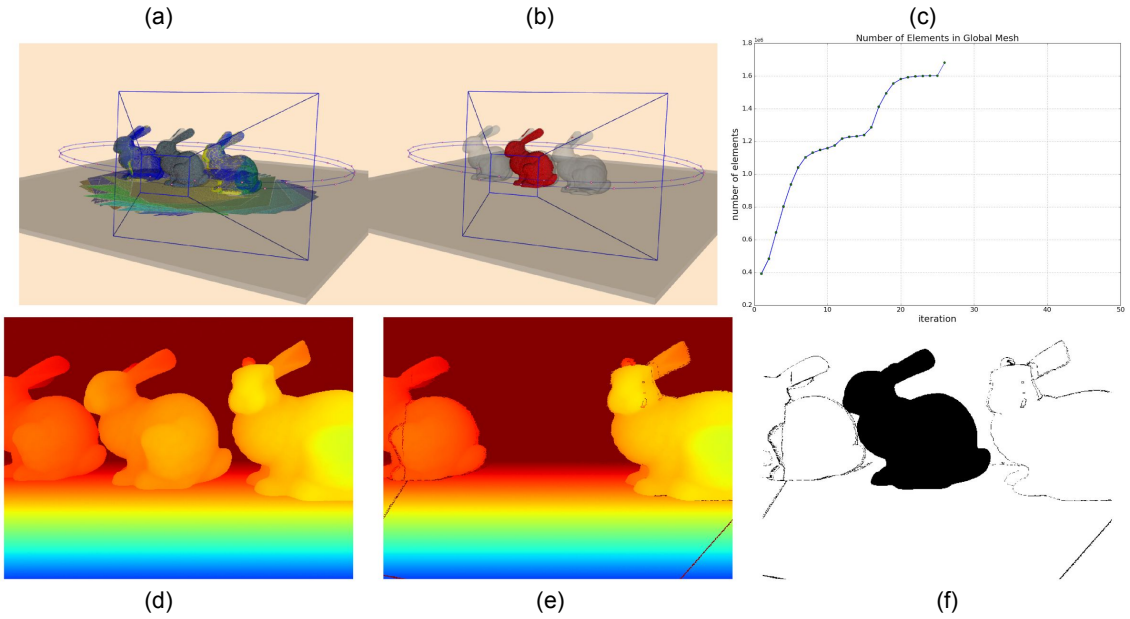 (a)
(b)
(c)
Number of Elements in Global Mesh
1e6
1.8
1.6
1.4
1.2
1.0
0.8
0.6
0.4
0.2
number of elements
0 10 20 30 40 50
iteration
(d)
(e)
(f)